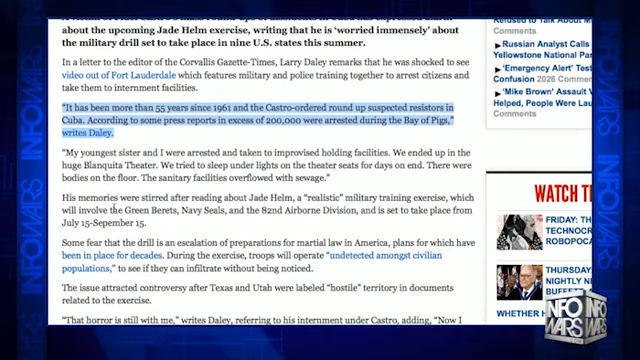 about the upcoming Jade Helm exercise, writing that he is ‘worried immensely’ about
the military drill set to take place in nine U.S. states this summer.
In a letter to the editor of the Corvallis Gazette-Times, Larry Daley remarks that he was shocked to see
video out of Fort Lauderdale which features military and police training together to arrest citizens and
take them to internment facilities.
“It has been more than 55 years since 1961 and the Castro-ordered round up suspected resistors in
Cuba. According to some press reports in excess of 200,000 were arrested during the Bay of Pigs,”
writes Daley.
“My youngest sister and I were arrested and taken to improvised holding facilities. We ended up in the
huge Blanquita Theater. We tried to sleep under lights on the theater seats for days on end. There were
bodies on the floor. The sanitary facilities overflowed with sewage.”
His memories were stirred after reading about Jade Helm, a “realistic” military training exercise, which
will involve the Green Berets, Navy Seals, and the 82nd Airborne Division, and is set to take place from
July 15-Sepember 15.
Some fear that the drill is an escalation of preparations for martial law in America, plans for which have
been in place for decades. During the exercise, troops will operate “undetected amongst civilian
populations,” to see if they can infiltrate without being noticed.
The issue attracted controversy after Texas and Utah were labeled “hostile” territory in documents
related to the exercise.
“That horror is still with me,” writes Daley, referring to his internment under Castro, adding, “Now I
Refused to Talk About
Comments
Russian Analyst Calls
Yellowstone Nation
Comments
‘Emergency Alert’ Test
Confusion 2026 Comments
‘Mike Brown’ Assault
Helped, People Were
Comments
WATCH
FRIDAY: THE
TECHNOCR
ROBOPOCA
THURSDAY
NIGHTLY NE
BUFFET
WHETHER H
INFOWARS
INFOWARS
INFO
WARS
INFO
WARS